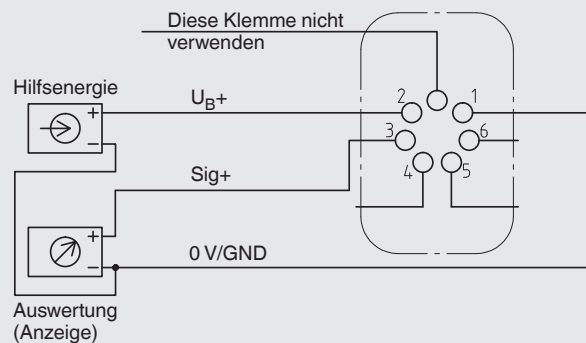 Diese Klemme nicht
verwenden
Hilfsenergie
U_B+
+
−
2
1
3
6
4
5
Sig+
+
−
0 V/GND
Auswertung
(Anzeige)